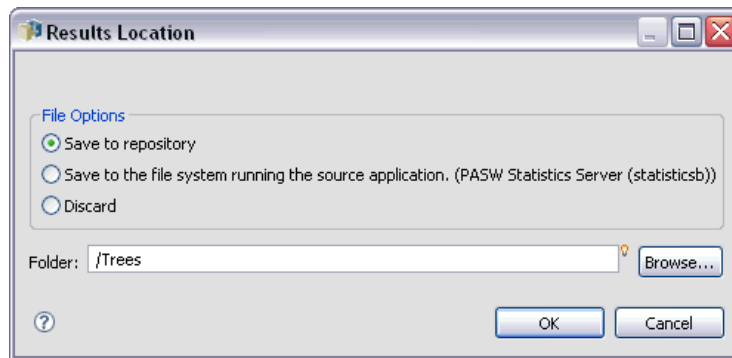 Results Location
File Options
Save to repository
Save to the file system running the source application. (PASW Statistics Server (statisticsb))
Discard
Folder: /Trees Browse...
? OK Cancel